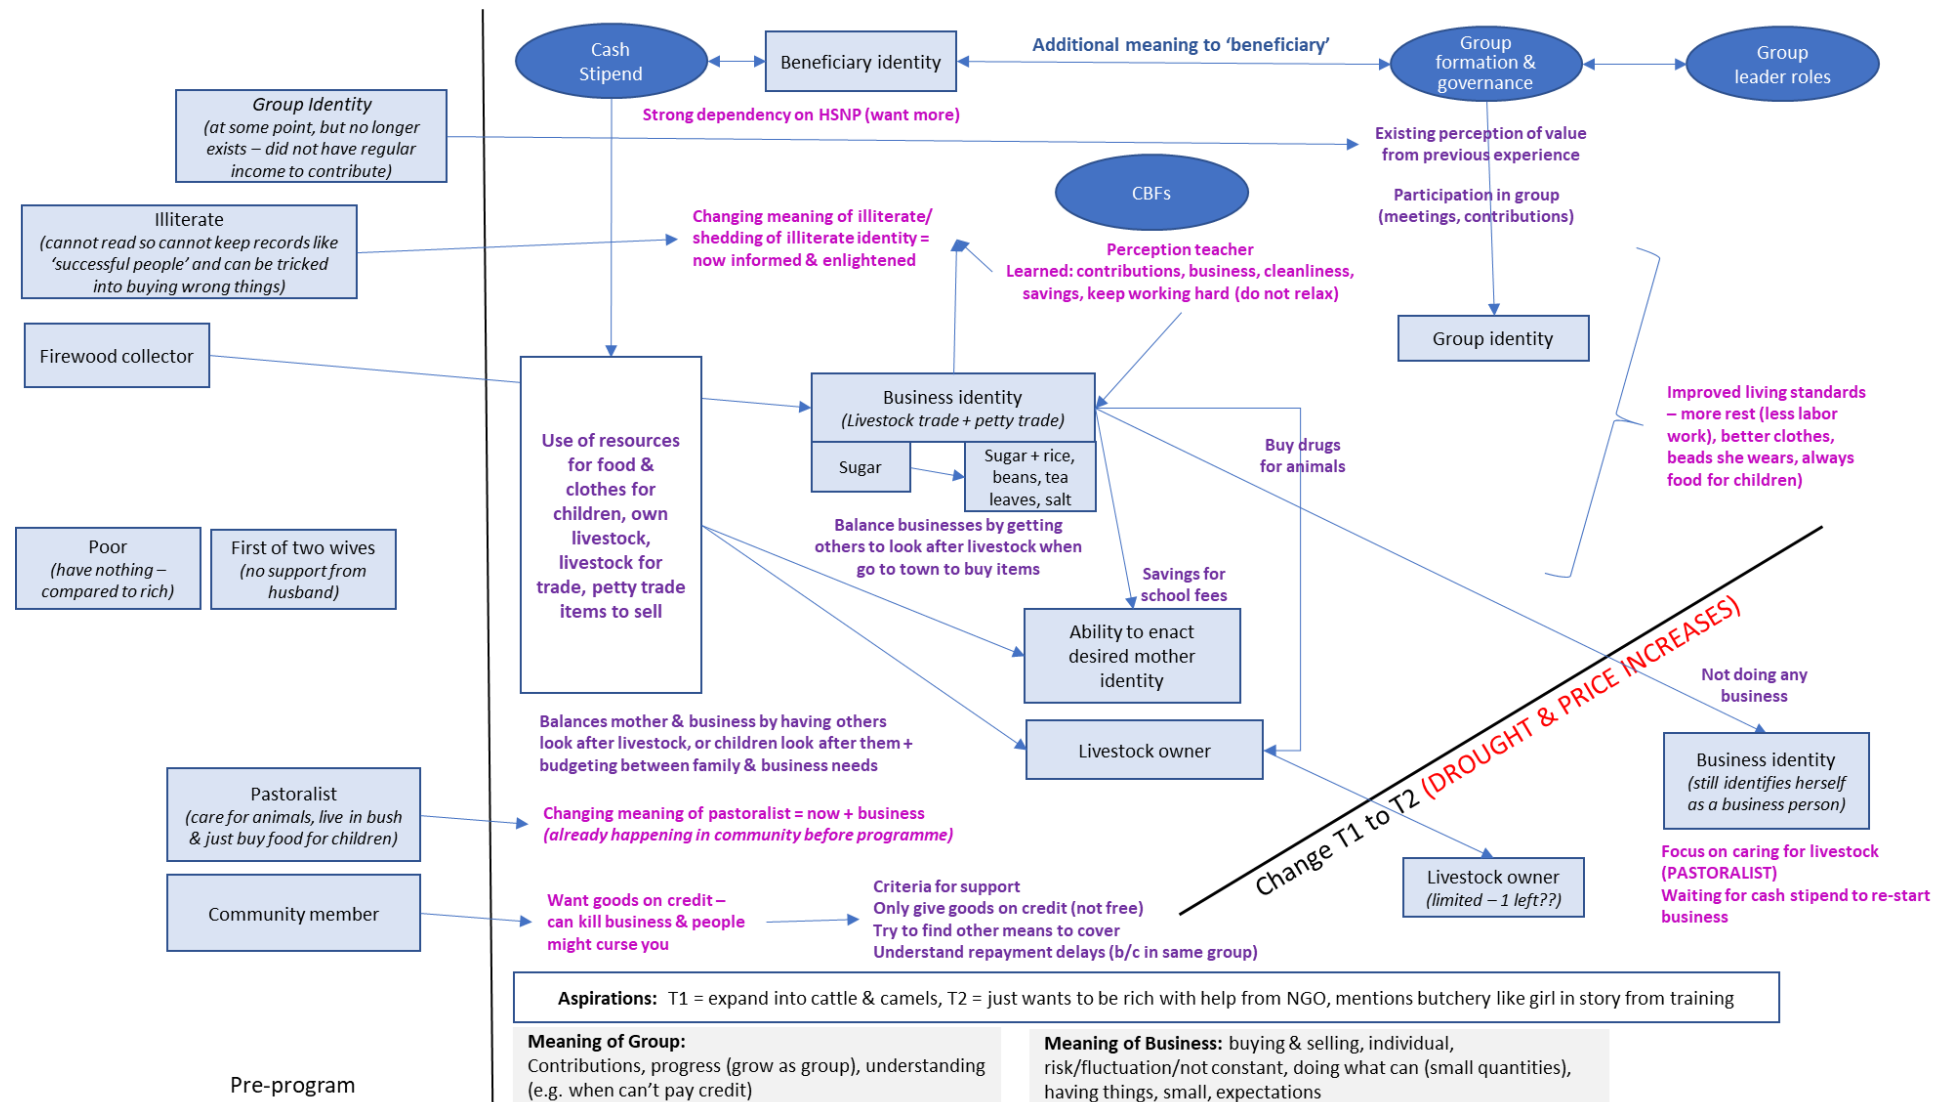 Cash
Stipend
Beneficiary identity
Additional meaning to ‘beneficiary’
Group
formation &
governance
Group
leader roles
Strong dependency on HSNP (want more)
Group Identity
(at some point, but no longer
exists – did not have regular
income to contribute)
Existing perception of value
from previous experience
CBFs
Participation in group
(meetings, contributions)
Illiterate
(cannot read so cannot keep records like
‘successful people’ and can be tricked
into buying wrong things)
Changing meaning of illiterate/
shedding of illiterate identity =
now informed & enlightened
Perception teacher
Learned: contributions, business, cleanliness,
savings, keep working hard (do not relax)
Group identity
Firewood collector
Use of resources
for food &
clothes for
children, own
livestock,
livestock for
trade, petty trade
items to sell
Business identity
(Livestock trade + petty trade)
Sugar
Sugar + rice,
beans, tea
leaves, salt
Buy drugs
for animals
Improved living standards
– more rest (less labor
work), better clothes,
beads she wears, always
food for children)
Balance businesses by getting
others to look after livestock when
go to town to buy items
Savings for
school fees
Poor
(have nothing –
compared to rich)
First of two wives
(no support from
husband)
Ability to enact
desired mother
identity
Balances mother & business by having others
look after livestock, or children look after them +
budgeting between family & business needs
Livestock owner
Change T1 to T2 (DROUGHT & PRICE INCREASES)
Not doing any
business
Business identity
(still identifies herself
as a business person)
Pastoralist
(care for animals, live in bush
& just buy food for children)
Changing meaning of pastoralist = now + business
(already happening in community before programme)
Focus on caring for livestock
(PASTORALIST)
Waiting for cash stipend to re-start
business
Livestock owner
(limited – 1 left??)
Community member
Want goods on credit –
can kill business & people
might curse you
Criteria for support
Only give goods on credit (not free)
Try to find other means to cover
Understand repayment delays (b/c in same group)
Aspirations: T1 = expand into cattle & camels, T2 = just wants to be rich with help from NGO, mentions butchery like girl in story from training
Meaning of Group:
Contributions, progress (grow as group), understanding
(e.g. when can’t pay credit)
Meaning of Business: buying & selling, individual,
risk/fluctuation/not constant, doing what can (small quantities),
having things, small, expectations
Pre-program